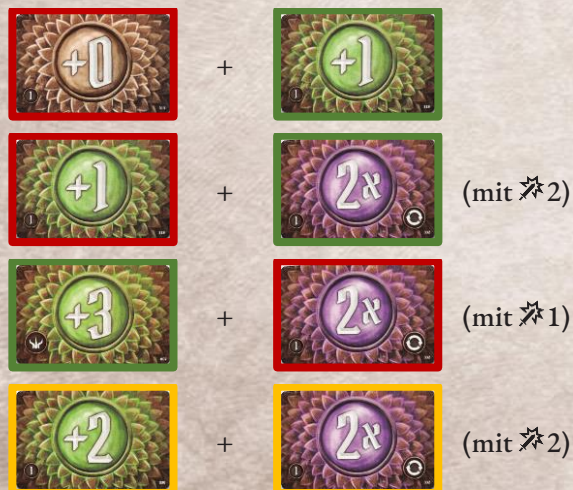 +0 + +1
+1 + 2x (mit 2)
+3 + 2x (mit 1)
+2 + 2x (mit 2)